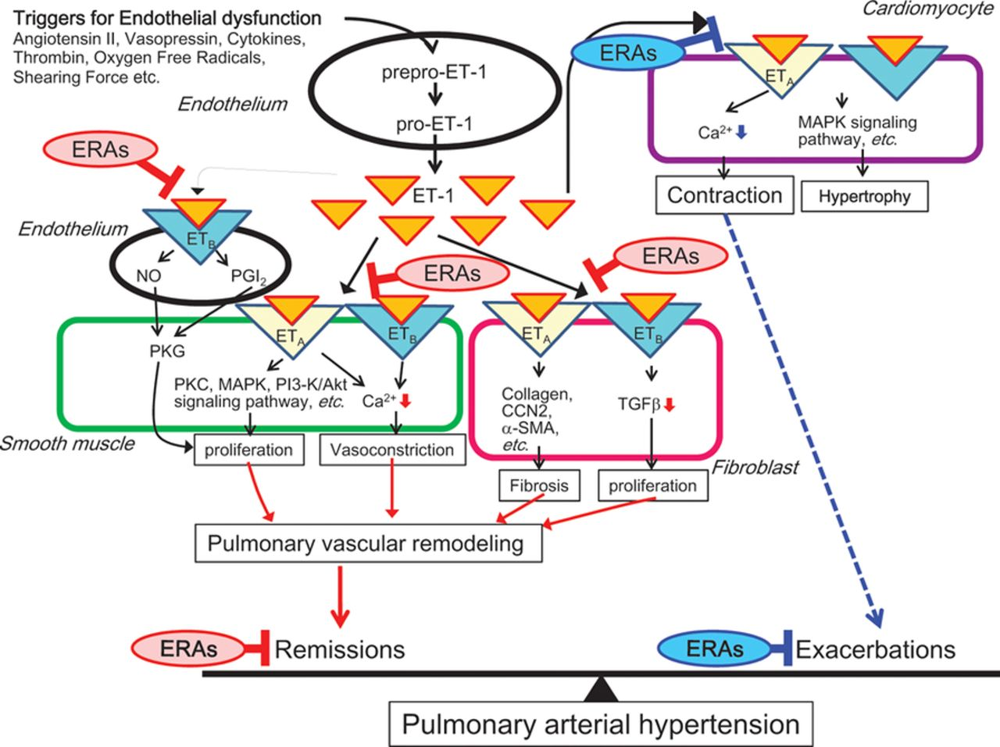 Triggers for Endothelial dysfunction
Angiotensin II, Vasopressin, Cytokines,
Thrombin, Oxygen Free Radicals,
Shearing Force etc.
Endothelium
prepro-ET-1
pro-ET-1
ET-1
Cardiomyocyte
ERAs
ETA
Ca2+
MAPK signaling
pathway, etc.
Contraction
Hypertrophy
ERAs
Endothelium
ETB
NO
PGI2
PKG
ERAs
ETA
ETB
PKC, MAPK, PI3-K/Akt
signaling pathway, etc.
Ca2+
Smooth muscle
proliferation
Vasoconstriction
ERAs
ETA
ETB
Collagen,
CCN2,
α-SMA,
etc.
TGFβ
Fibroblast
Fibrosis
proliferation
Pulmonary vascular remodeling
ERAs
Remissions
ERAs
Exacerbations
Pulmonary arterial hypertension